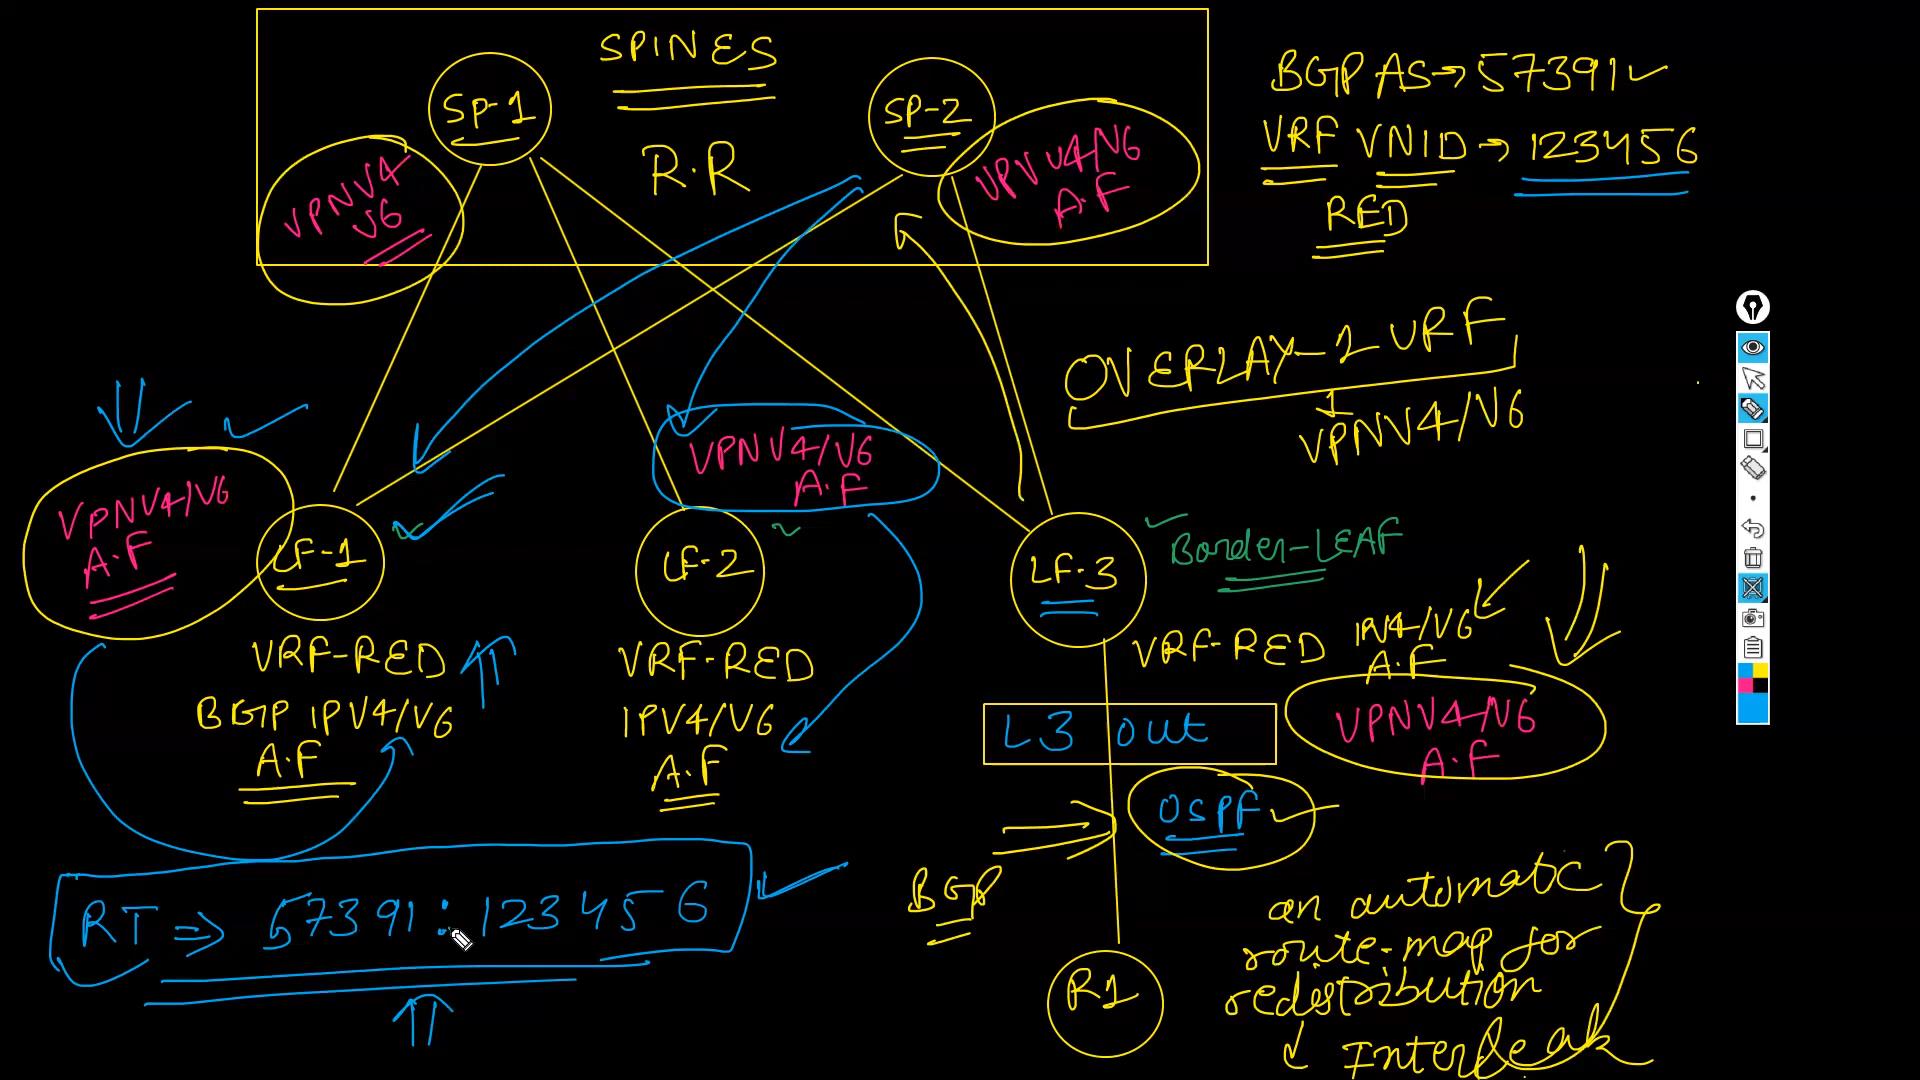 SPINES
SP-1
SP-2
R.R
VPNV4
V6
VPVV4/V6
A.F
BGP AS→57391
VRF VNID→123456
RED
OVERLAY-1 VRF
VPNV4/V6
VPNV4/V6
A.F
VPNV4/V6
A.F
LF-1
LF-2
LF-3
Border-LEAF
VRF-RED
BGP IPV4/V6
A.F
VRF-RED
IPV4/V6
A.F
VRF-RED IPV4/V6
A.F
VPNV4/V6
A.F
L3 out
OSPF
BGP
R1
RT ⇒ 57391:123456
an automatic
route-map for
redistribution
↓ Interleak